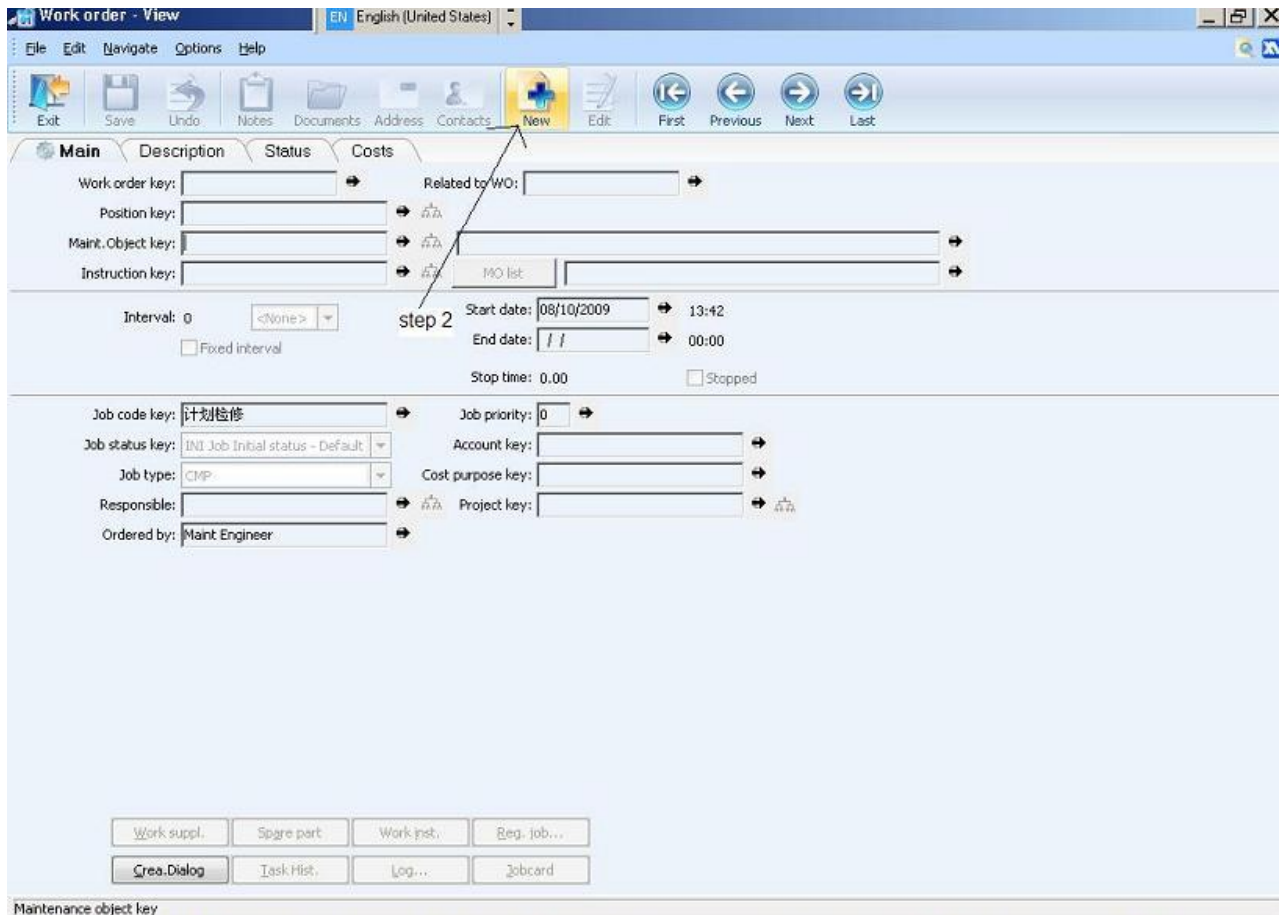 Work order - View
EN English (United States)
File Edit Navigate Options Help
Exit Save Undo Notes Documents Address Contacts New Edit First Previous Next Last
Main Description Status Costs
Work order key: Related to WO:
Position key:
Maint.Object key:
Instruction key: MO list
Interval: 0 <None> step 2 Start date: 08/10/2009 13:42
Fixed interval End date: / / 00:00
Stop time: 0.00 Stopped
Job code key: 计划检修 Job priority: 0
Job status key: INI Job Initial status - Default Account key:
Job type: CMP Cost purpose key:
Responsible: Project key:
Ordered by: Maint Engineer
Work suppl. Spare part Work inst. Reg. job...
Crea.Dialog Task Hist. Log... Jobcard
Maintenance object key